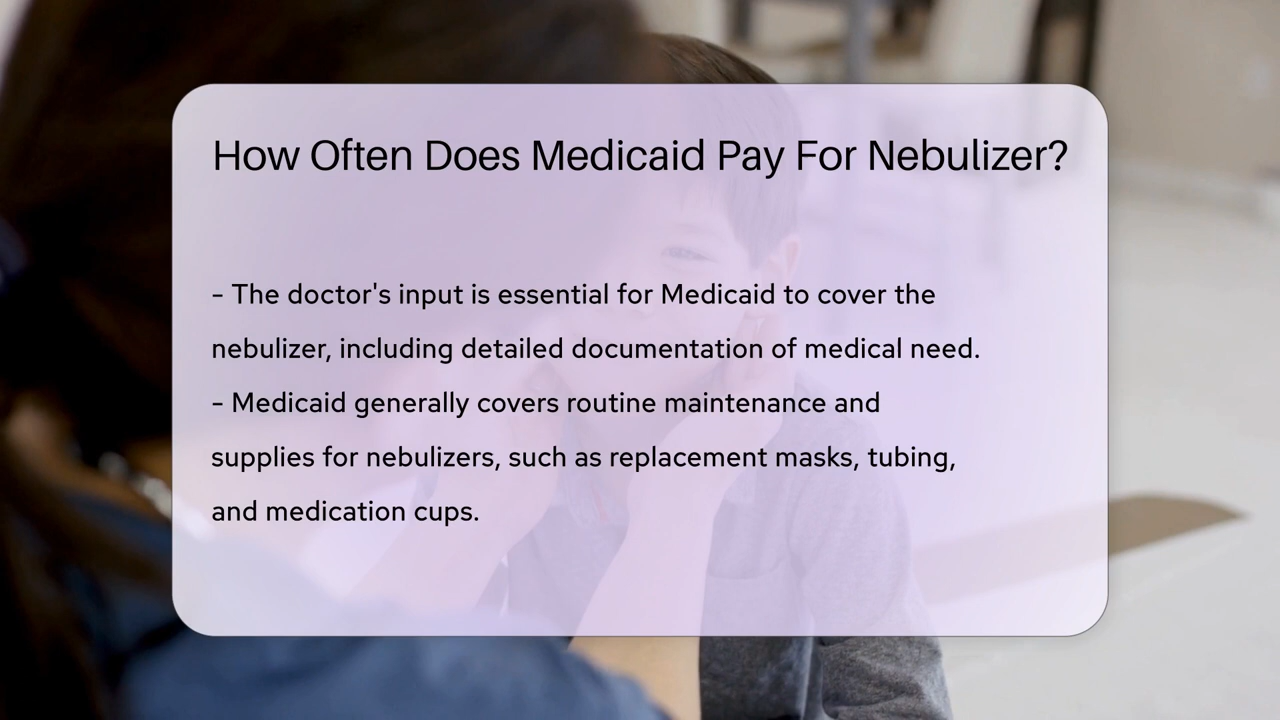 How Often Does Medicaid Pay For Nebulizer?
- The doctor's input is essential for Medicaid to cover the
nebulizer, including detailed documentation of medical need.
- Medicaid generally covers routine maintenance and
supplies for nebulizers, such as replacement masks, tubing,
and medication cups.